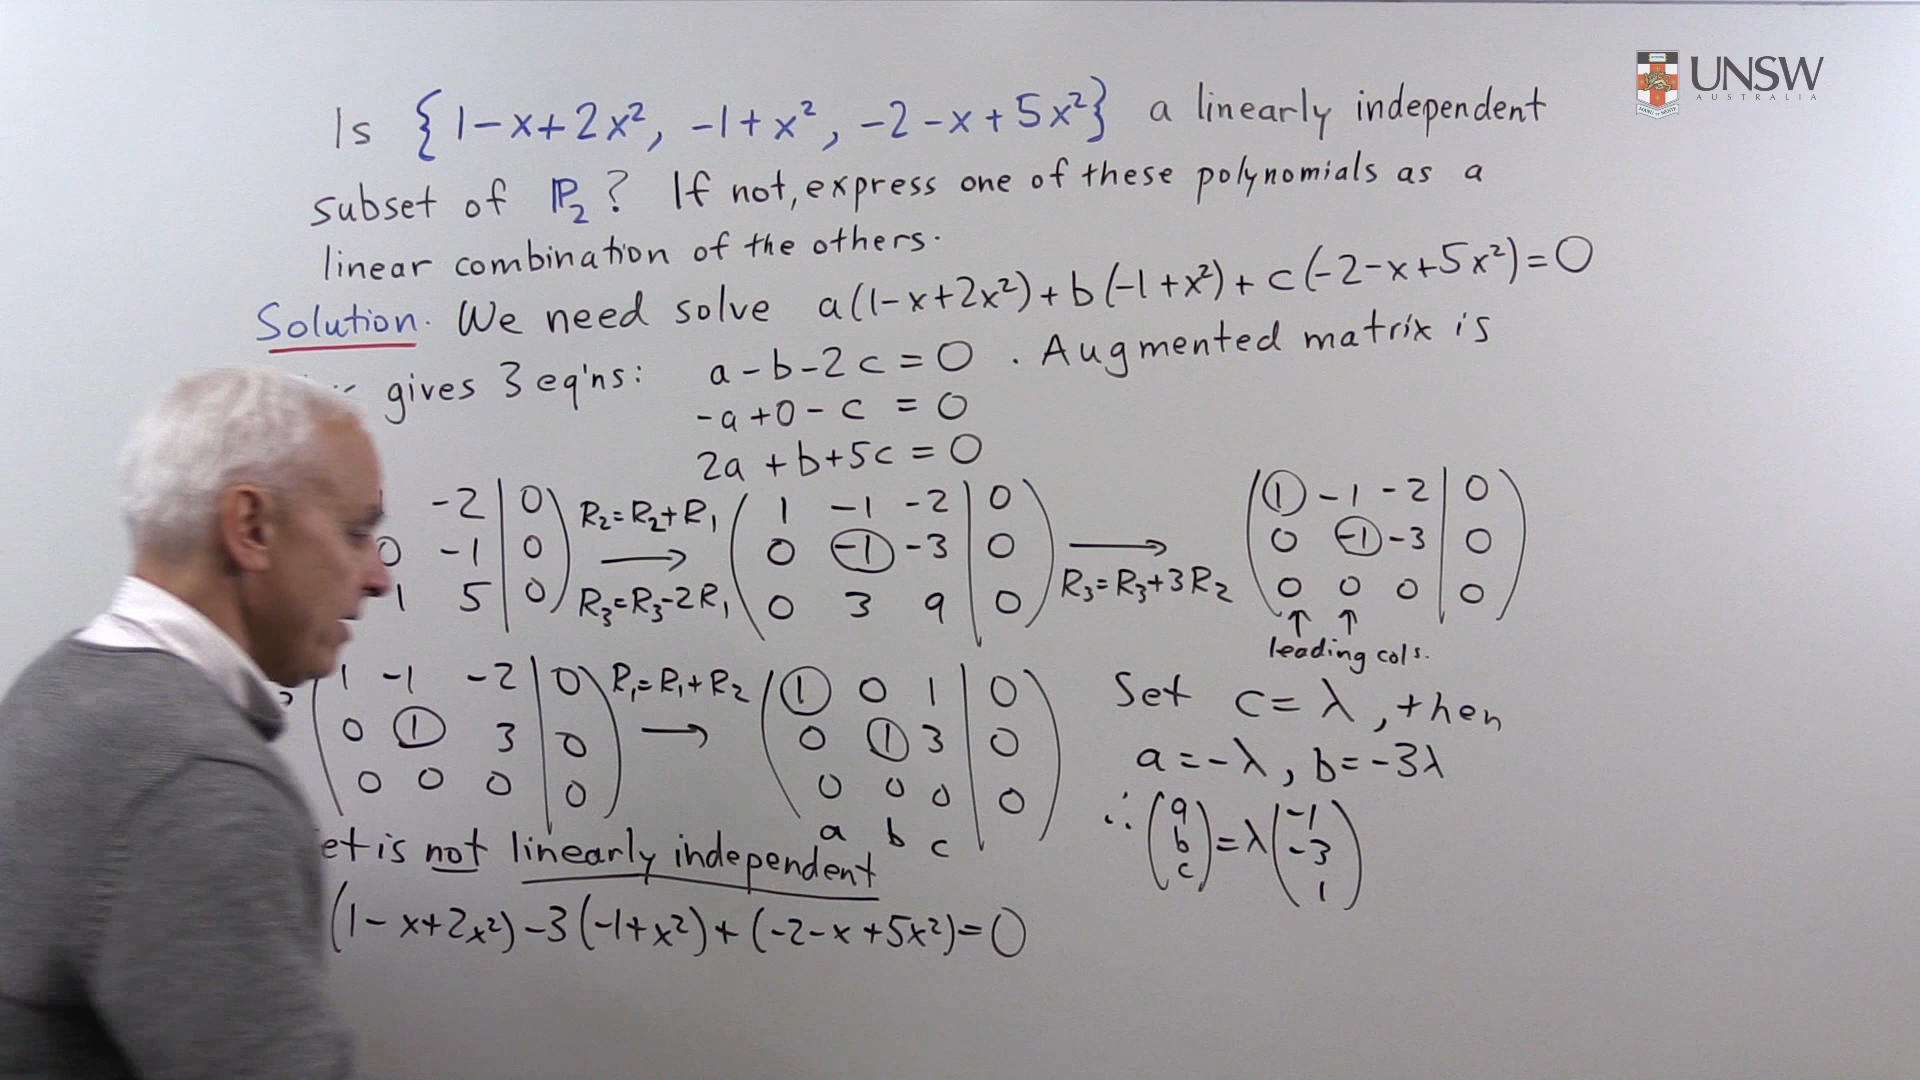 UNSW
AUSTRALIA
Is {1-x+2x², -1+x², -2-x+5x²} a linearly independent
subset of ℙ₂? If not, express one of these polynomials as a
linear combination of the others.
Solution. We need solve a(1-x+2x²)+b(-1+x²)+c(-2-x+5x²)=0
gives 3 eq'ns: a-b-2c=0 . Augmented matrix is
-a+0-c =0
2a+b+5c=0
-2 | 0 R₂=R₂+R₁ 1 -1 -2 | 0 1 -1 -2 | 0
0 -1 | 0 → 0 -1 -3 | 0 → 0 -1 -3 | 0
1 5 | 0 R₃=R₃-2R₁ 0 3 9 | 0 R₃=R₃+3R₂ 0 0 0 | 0
↑ ↑
leading cols.
1 -1 -2 | 0 R₁=R₁+R₂ 1 0 1 | 0 Set c=λ, then
0 1 3 | 0 → 0 1 3 | 0 a=-λ, b=-3λ
0 0 0 | 0 0 0 0 | 0
a b c
∴ (a b c)=λ(-1 -3 1)
et is not linearly independent
(1-x+2x²)-3(-1+x²)+(-2-x+5x²)=0